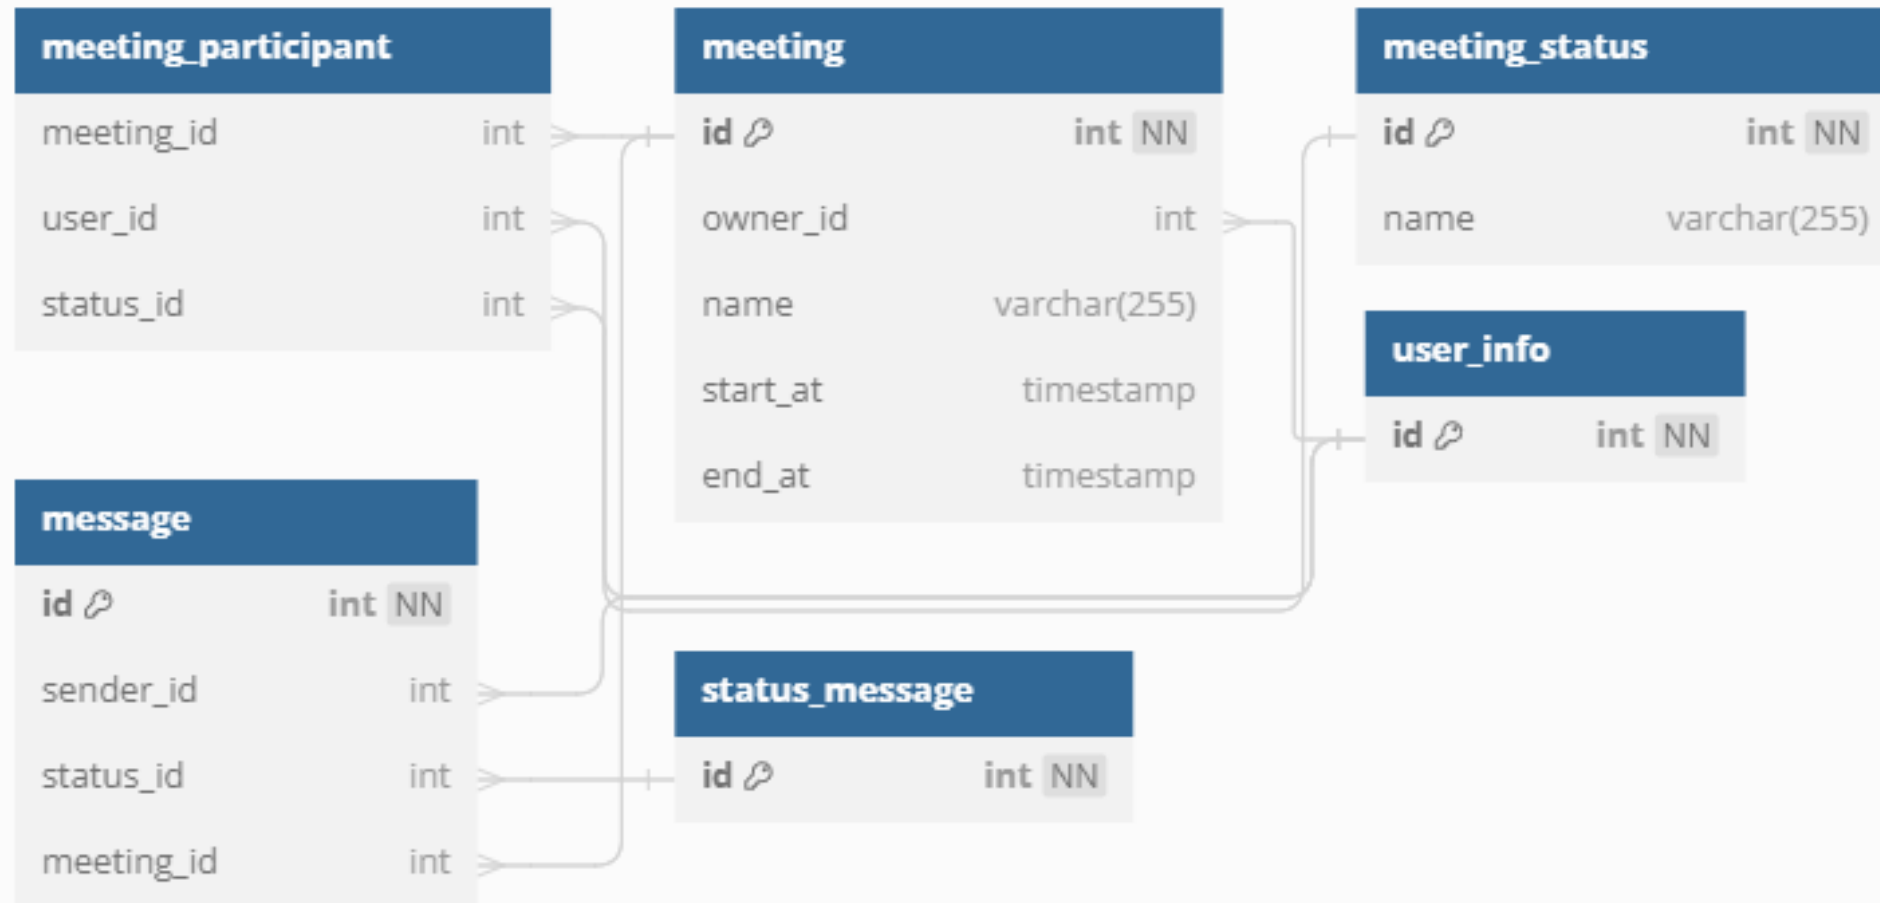 meeting_participant
meeting_id int
user_id int
status_id int
meeting
id int NN
owner_id int
name varchar(255)
start_at timestamp
end_at timestamp
meeting_status
id int NN
name varchar(255)
user_info
id int NN
message
id int NN
sender_id int
status_id int
meeting_id int
status_message
id int NN